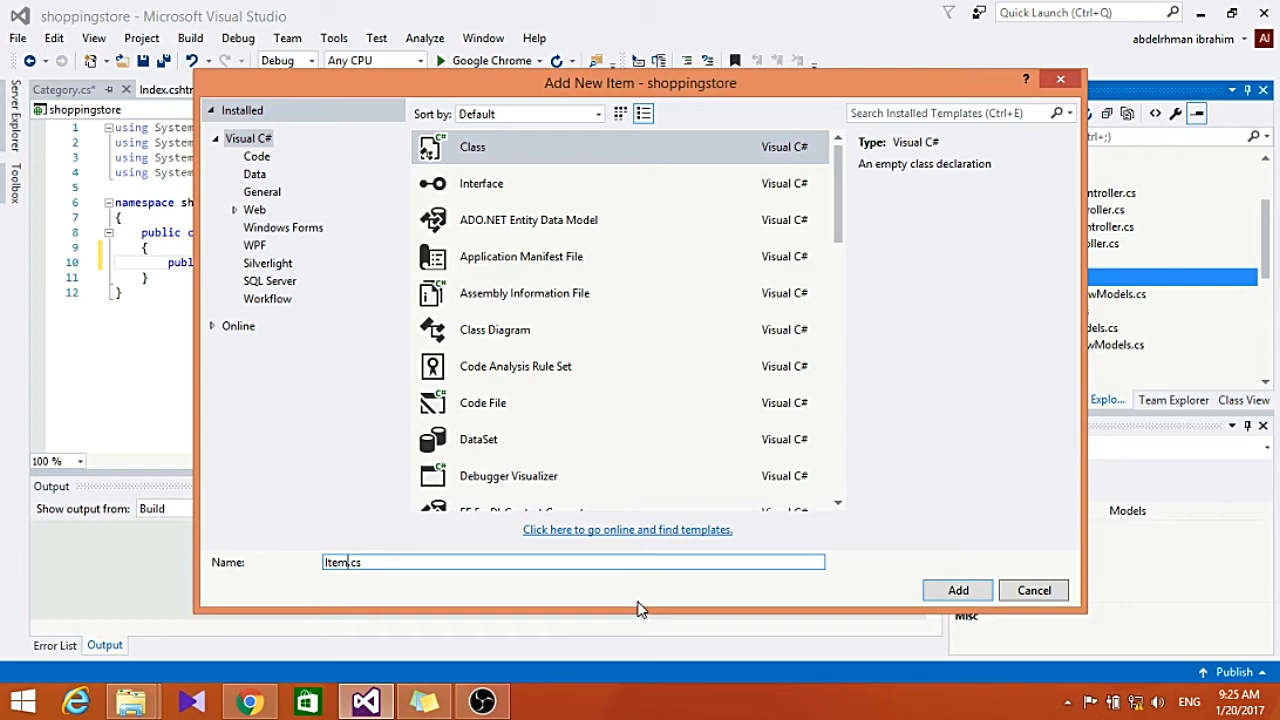 shoppingstore - Microsoft Visual Studio
Quick Launch (Ctrl+Q)
File Edit View Project Build Debug Team Tools Test Analyze Window Help
abdelrhman ibrahim AI
Debug Any CPU Google Chrome
Server Explorer
Toolbox
Category.cs* Index.cshtm
shoppingstore
1 using System
2 using System
3 using System
4 using System
5
6 namespace sh
7 {
8 public c
9 {
10 publ
11 }
12 }
100 %
Add New Item - shoppingstore
?
Installed
Visual C#
Code
Data
General
Web
Windows Forms
WPF
Silverlight
SQL Server
Workflow
Online
Sort by: Default
Class Visual C#
Interface Visual C#
ADO.NET Entity Data Model Visual C#
Application Manifest File Visual C#
Assembly Information File Visual C#
Class Diagram Visual C#
Code Analysis Rule Set Visual C#
Code File Visual C#
DataSet Visual C#
Debugger Visualizer Visual C#
Click here to go online and find templates.
Search Installed Templates (Ctrl+E)
Type: Visual C#
An empty class declaration
Name: Item.cs
Add Cancel
trl+;)
ntroller.cs
roller.cs
ntroller.cs
ller.cs
wModels.cs
dels.cs
wModels.cs
Explo... Team Explorer Class View
Models
Misc
Output
Show output from: Build
Error List Output
Publish
ENG
9:25 AM
1/20/2017